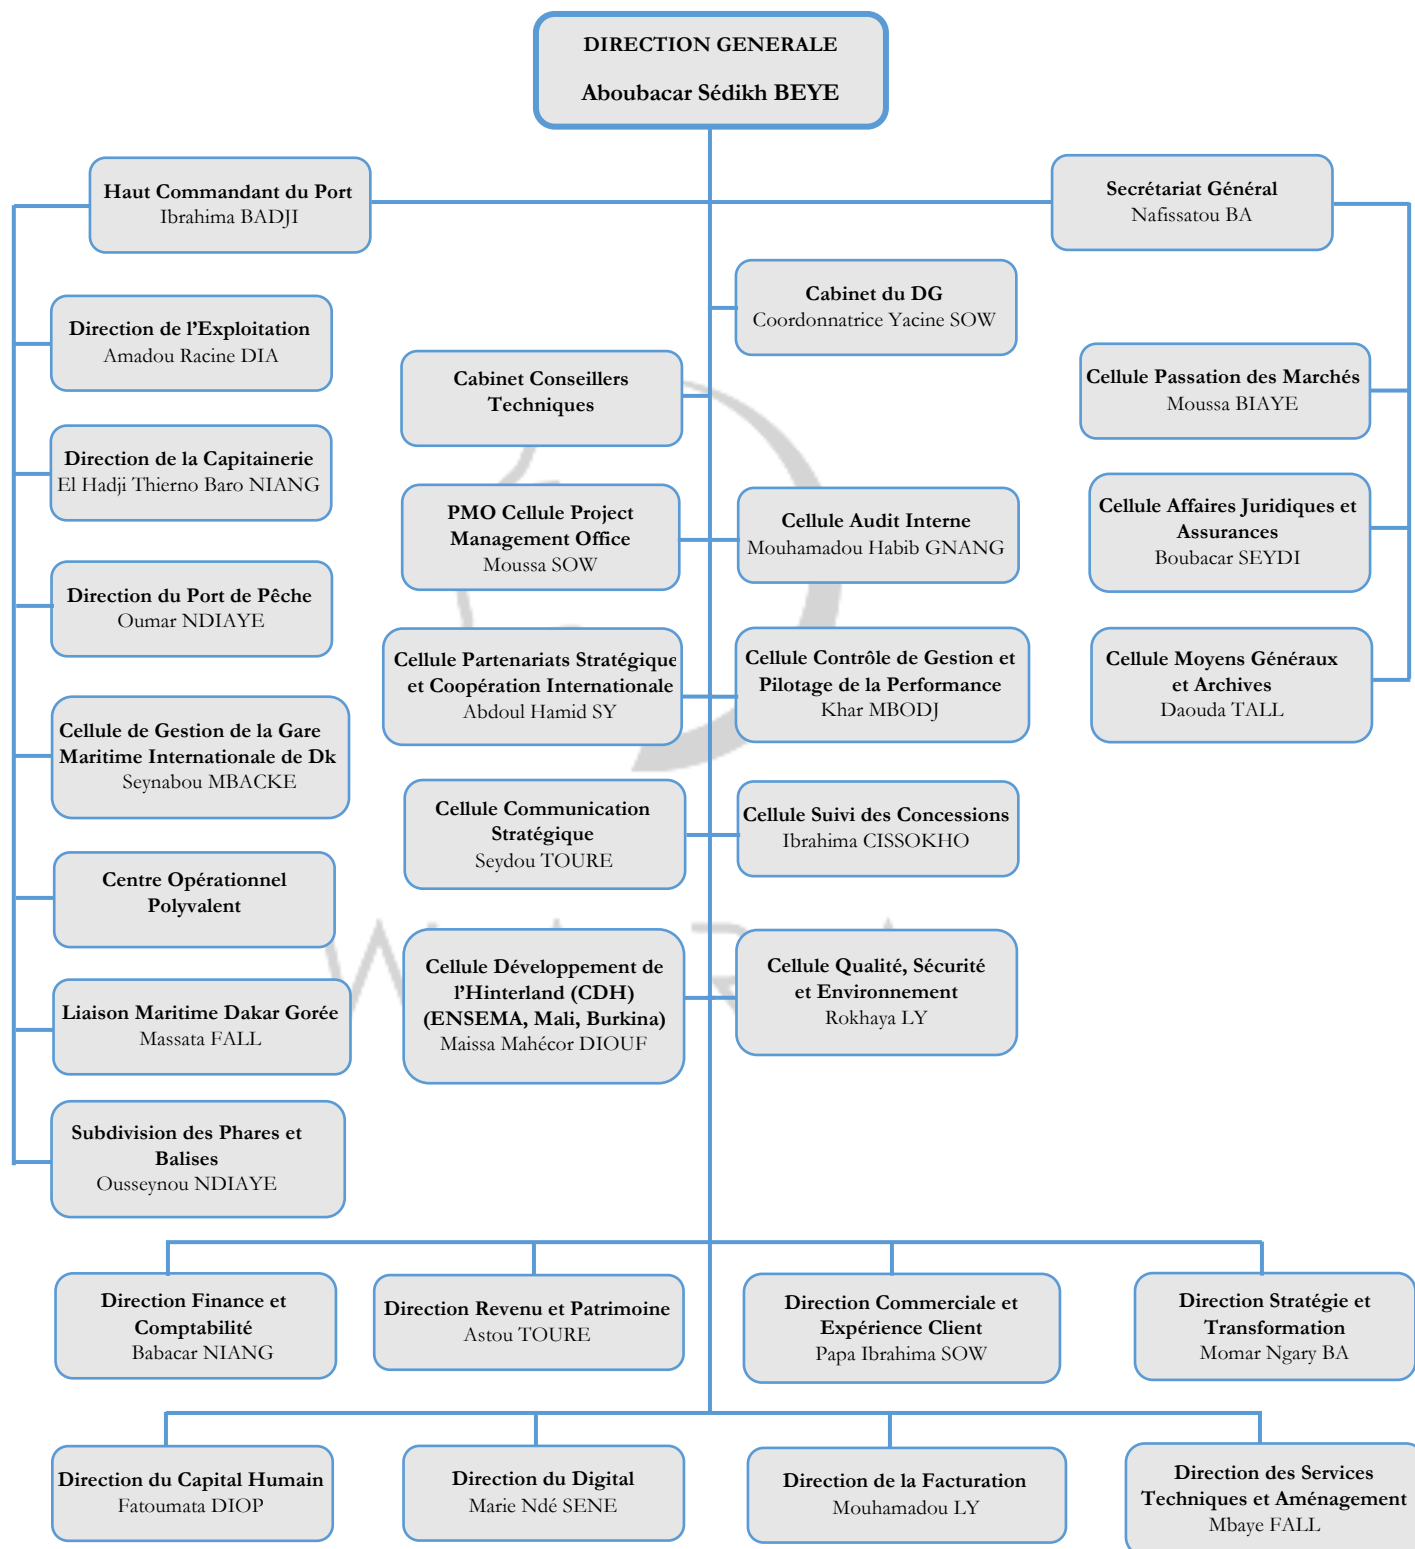 DIRECTION GENERALE
Aboubacar Sédikh BEYE
Haut Commandant du Port
Ibrahima BADJI
Secrétariat Général
Nafissatou BA
Cabinet du DG
Coordonnatrice Yacine SOW
Direction de l'Exploitation
Amadou Racine DIA
Cabinet Conseillers
Techniques
Cellule Passation des Marchés
Moussa BIAYE
Direction de la Capitainerie
El Hadji Thierno Baro NIANG
PMO Cellule Project
Management Office
Moussa SOW
Cellule Audit Interne
Mouhamadou Habib GNANG
Cellule Affaires Juridiques et
Assurances
Boubacar SEYDI
Direction du Port de Pêche
Oumar NDIAYE
Cellule Partenariats Stratégique
et Coopération Internationale
Abdoul Hamid SY
Cellule Contrôle de Gestion et
Pilotage de la Performance
Khar MBODJ
Cellule Moyens Généraux
et Archives
Daouda TALL
Cellule de Gestion de la Gare
Maritime Internationale de Dk
Seynabou MBACKE
Cellule Communication
Stratégique
Seydou TOURE
Cellule Suivi des Concessions
Ibrahima CISSOKHO
Centre Opérationnel
Polyvalent
Cellule Développement de
l'Hinterland (CDH)
(ENSEMA, Mali, Burkina)
Maissa Mahécor DIOUF
Cellule Qualité, Sécurité
et Environnement
Rokhaya LY
Liaison Maritime Dakar Gorée
Massata FALL
Subdivision des Phares et
Balises
Ousseynou NDIAYE
Direction Finance et
Comptabilité
Babacar NIANG
Direction Revenu et Patrimoine
Astou TOURE
Direction Commerciale et
Expérience Client
Papa Ibrahima SOW
Direction Stratégie et
Transformation
Momar Ngary BA
Direction du Capital Humain
Fatoumata DIOP
Direction du Digital
Marie Ndé SENE
Direction de la Facturation
Mouhamadou LY
Direction des Services
Techniques et Aménagement
Mbaye FALL